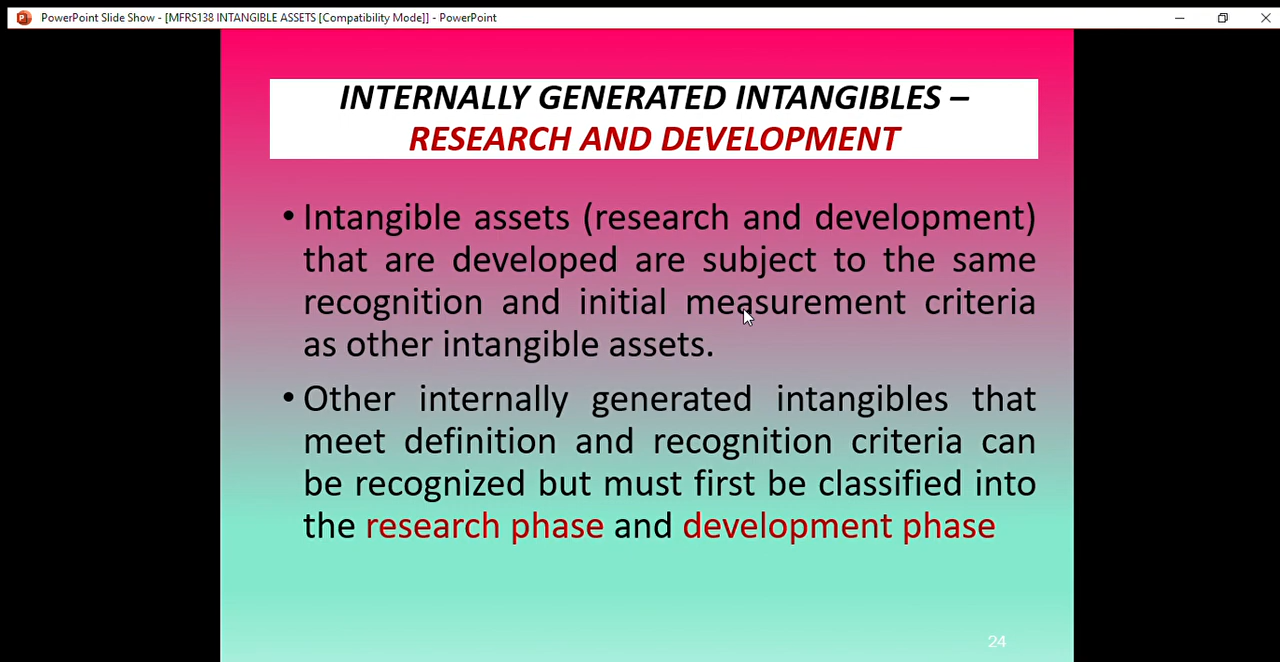 PowerPoint Slide Show - [MFRS138 INTANGIBLE ASSETS [Compatibility Mode]] - PowerPoint
INTERNALLY GENERATED INTANGIBLES –
RESEARCH AND DEVELOPMENT
• Intangible assets (research and development)
that are developed are subject to the same
recognition and initial measurement criteria
as other intangible assets.
• Other internally generated intangibles that
meet definition and recognition criteria can
be recognized but must first be classified into
the research phase and development phase
24